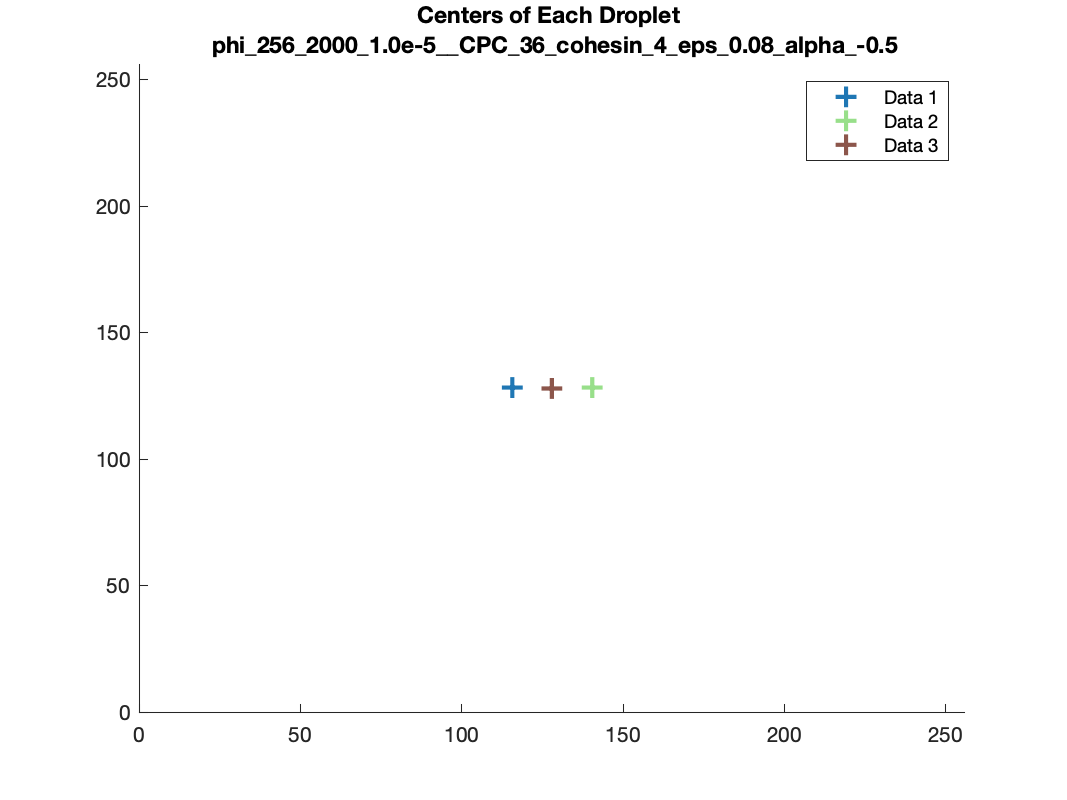 Centers of Each Droplet
phi_256_2000_1.0e-5__CPC_36_cohesin_4_eps_0.08_alpha_-0.5
250
200
150
100
50
0
0 50 100 150 200 250
Data 1
Data 2
Data 3